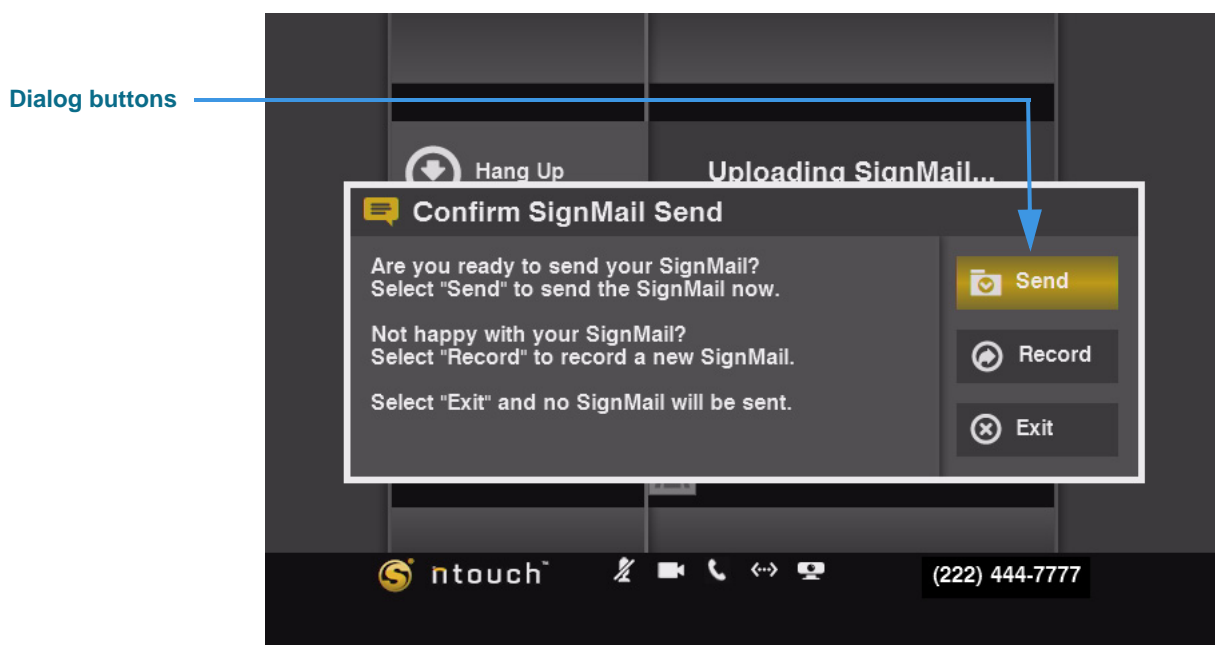 Dialog buttons
Hang Up
Uploading SignMail...
Confirm SignMail Send
Are you ready to send your SignMail?
Select "Send" to send the SignMail now.
Not happy with your SignMail?
Select "Record" to record a new SignMail.
Select "Exit" and no SignMail will be sent.
Send
Record
Exit
ntouch™
(222) 444-7777